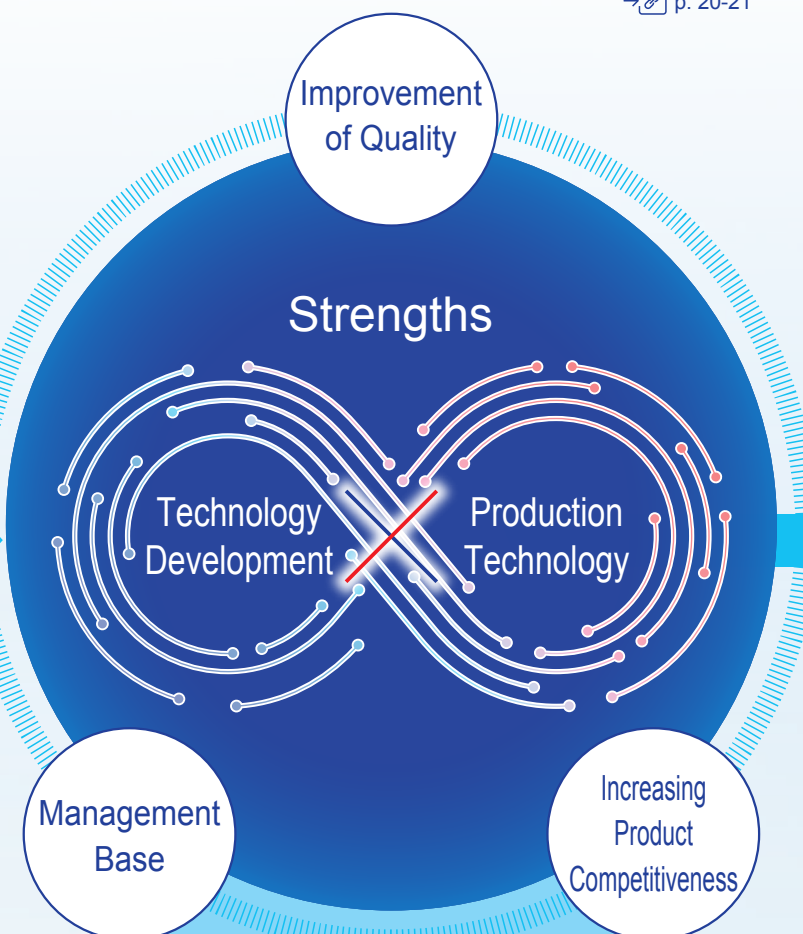 p. 20-21
Improvement
of Quality
Strengths
Technology
Development
Production
Technology
Management
Base
Increasing
Product
Competitiveness